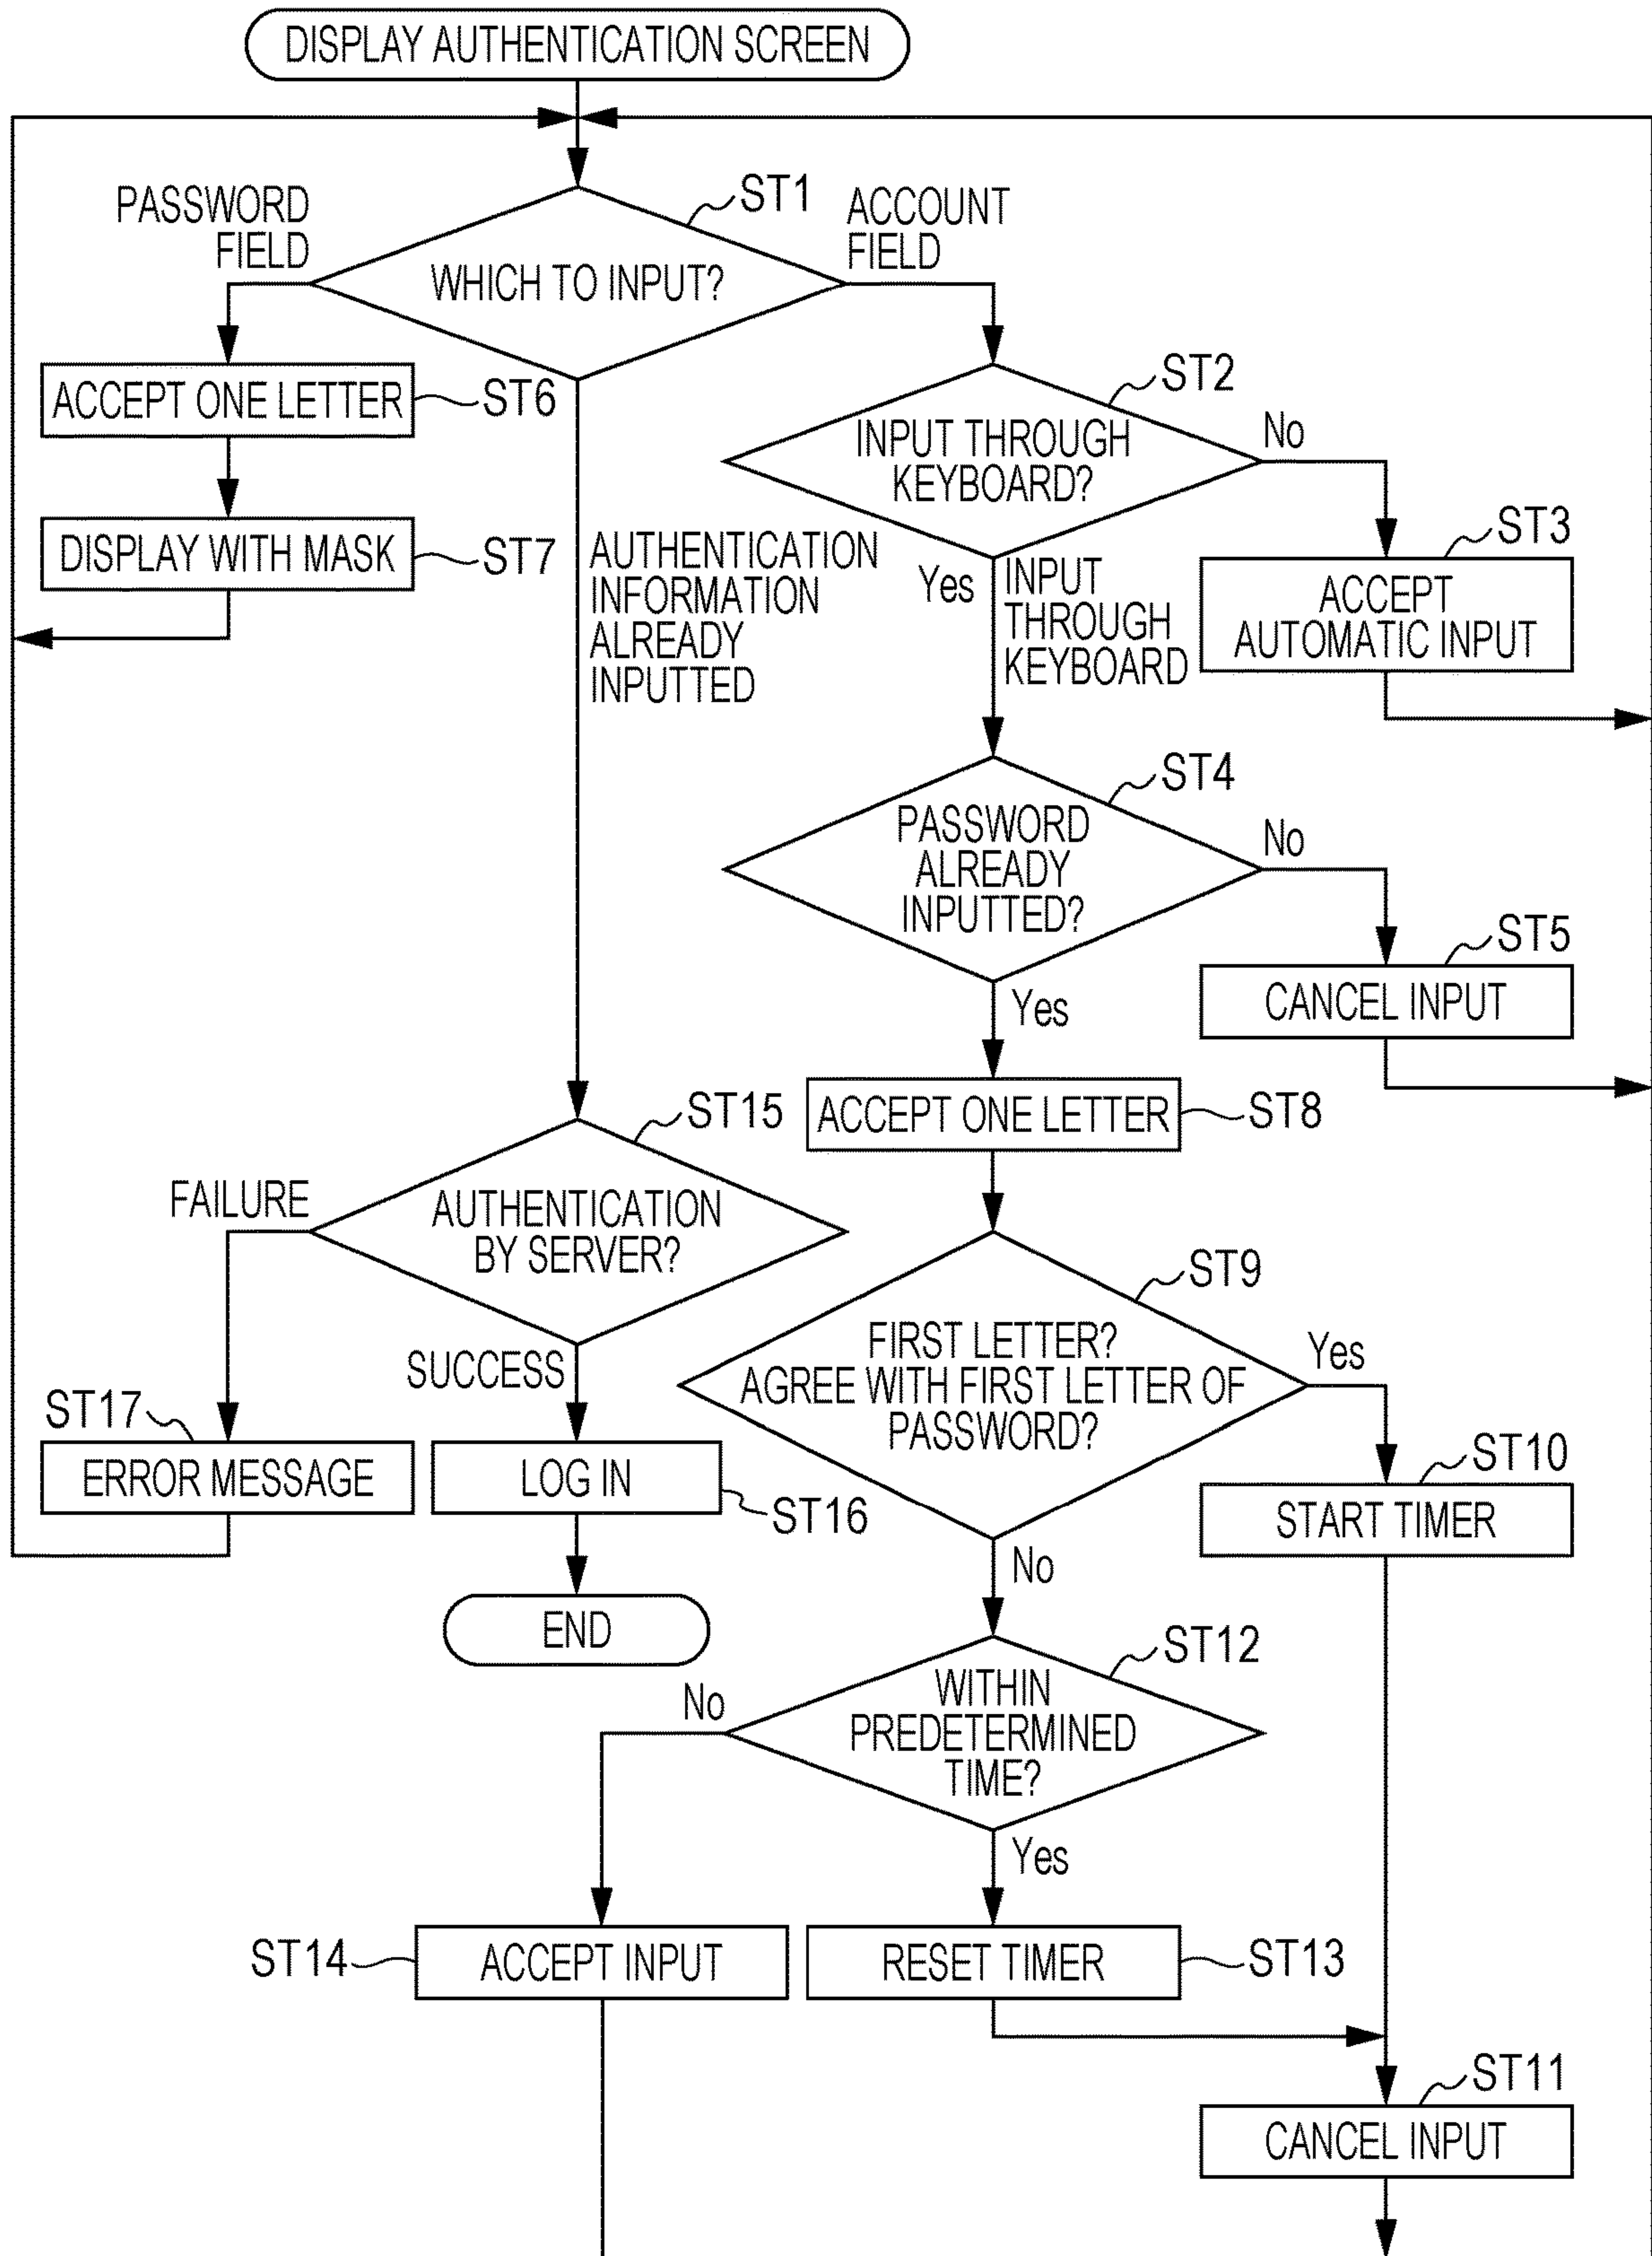 DISPLAY AUTHENTICATION SCREEN
ST1
PASSWORD
FIELD
ACCOUNT
FIELD
WHICH TO INPUT?
ACCEPT ONE LETTER
ST6
ST2
INPUT THROUGH
KEYBOARD?
No
DISPLAY WITH MASK
ST7
ST3
ACCEPT
AUTOMATIC INPUT
AUTHENTICATION
INFORMATION
ALREADY
INPUTTED
Yes
INPUT
THROUGH
KEYBOARD
ST4
PASSWORD
ALREADY
INPUTTED?
No
ST5
CANCEL INPUT
Yes
ACCEPT ONE LETTER
ST8
ST15
AUTHENTICATION
BY SERVER?
FAILURE
SUCCESS
ST9
FIRST LETTER?
AGREE WITH FIRST LETTER OF
PASSWORD?
Yes
ST17
ERROR MESSAGE
LOG IN
ST16
ST10
START TIMER
No
END
ST12
WITHIN
PREDETERMINED
TIME?
No
Yes
ST14
ACCEPT INPUT
RESET TIMER
ST13
ST11
CANCEL INPUT